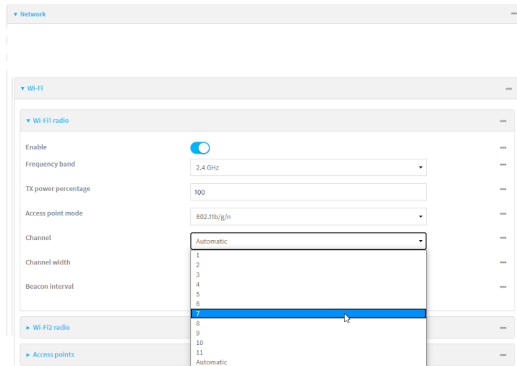 Network
Wi-Fi
Wi-Fi1 radio
Enable
Frequency band
2.4 GHz
TX power percentage
100
Access point mode
802.11b/g/n
Channel
Automatic
1
Channel width
2
3
4
Beacon interval
5
6
7
8
Wi-Fi2 radio
9
10
11
Access points
Automatic